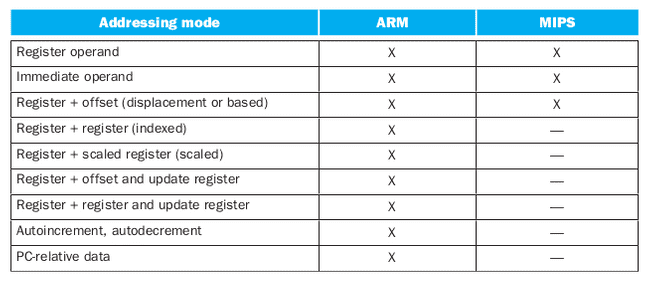 Addressing mode ARM MIPS
Register operand X X
Immediate operand X X
Register + offset (displacement or based) X X
Register + register (indexed) X —
Register + scaled register (scaled) X —
Register + offset and update register X —
Register + register and update register X —
Autoincrement, autodecrement X —
PC-relative data X —